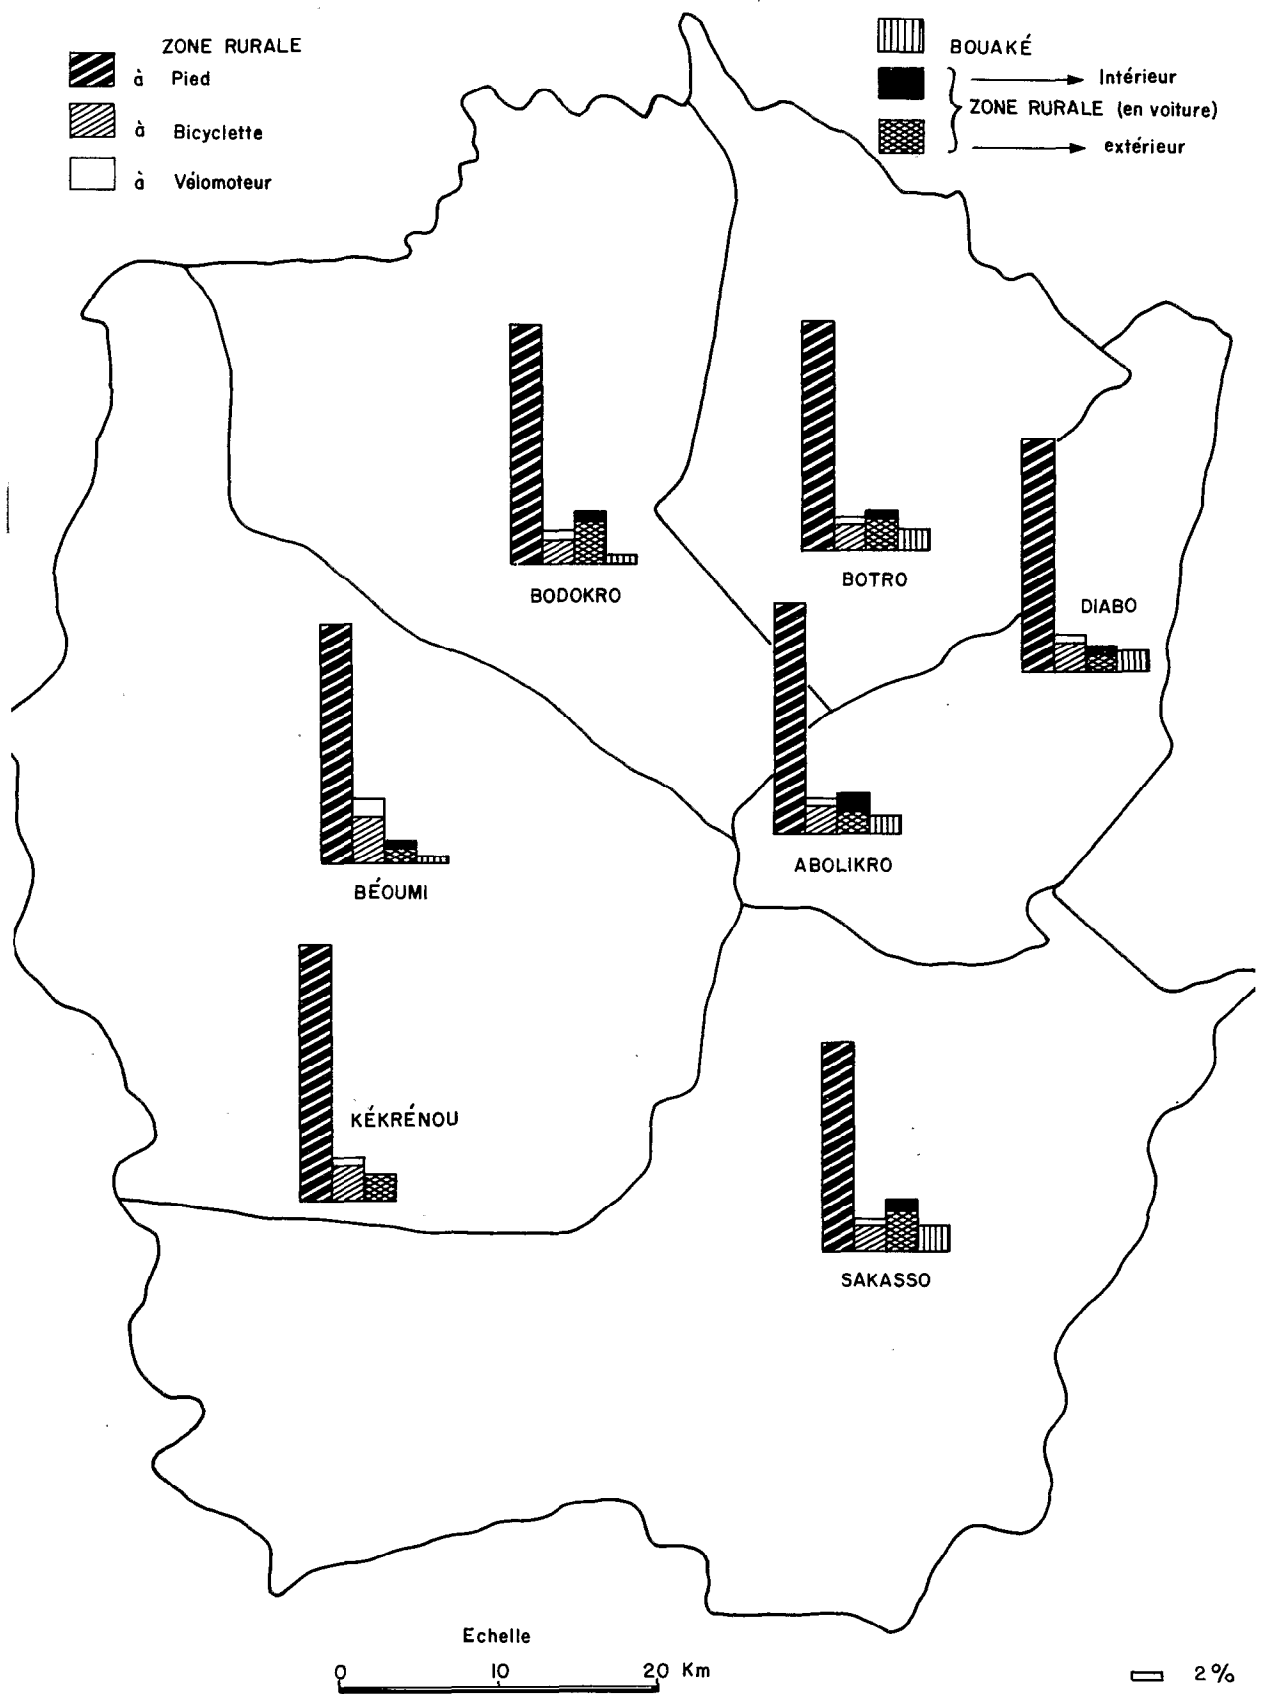 ZONE RURALE
à Pied
à Bicyclette
à Vélomoteur
BOUAKÉ
Intérieur
ZONE RURALE (en voiture)
extérieur
BODOKRO
BOTRO
DIABO
ABOLIKRO
BÉOUMI
KÉKRÉNOU
SAKASSO
Echelle
0 10 20 Km
2%